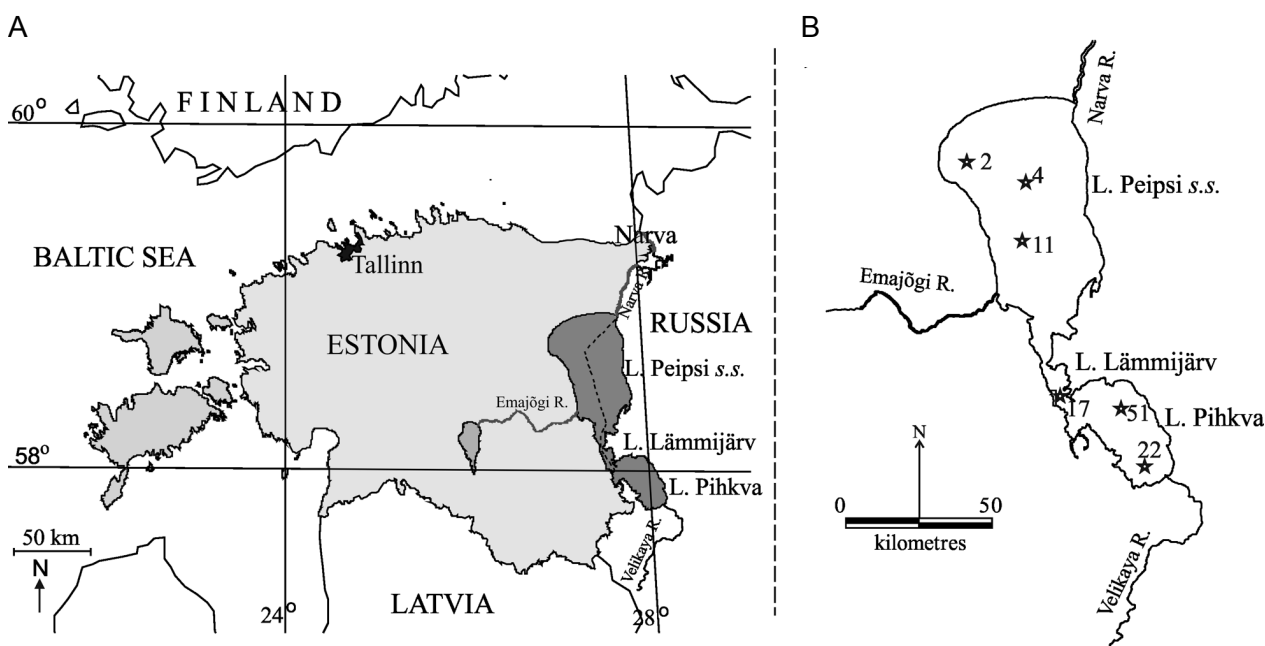 A
60°
FINLAND
BALTIC SEA
Tallinn
Narva
Narva R.
ESTONIA
RUSSIA
L. Peipsi s.s.
Emajõgi R.
L. Lämmijärv
58°
L. Pihkva
50 km
N
Velikaya R.
LATVIA
24°
28°
B
Narva R.
2
4
L. Peipsi s.s.
11
Emajõgi R.
L. Lämmijärv
17
51
L. Pihkva
22
N
0 50
kilometres
Velikaya R.